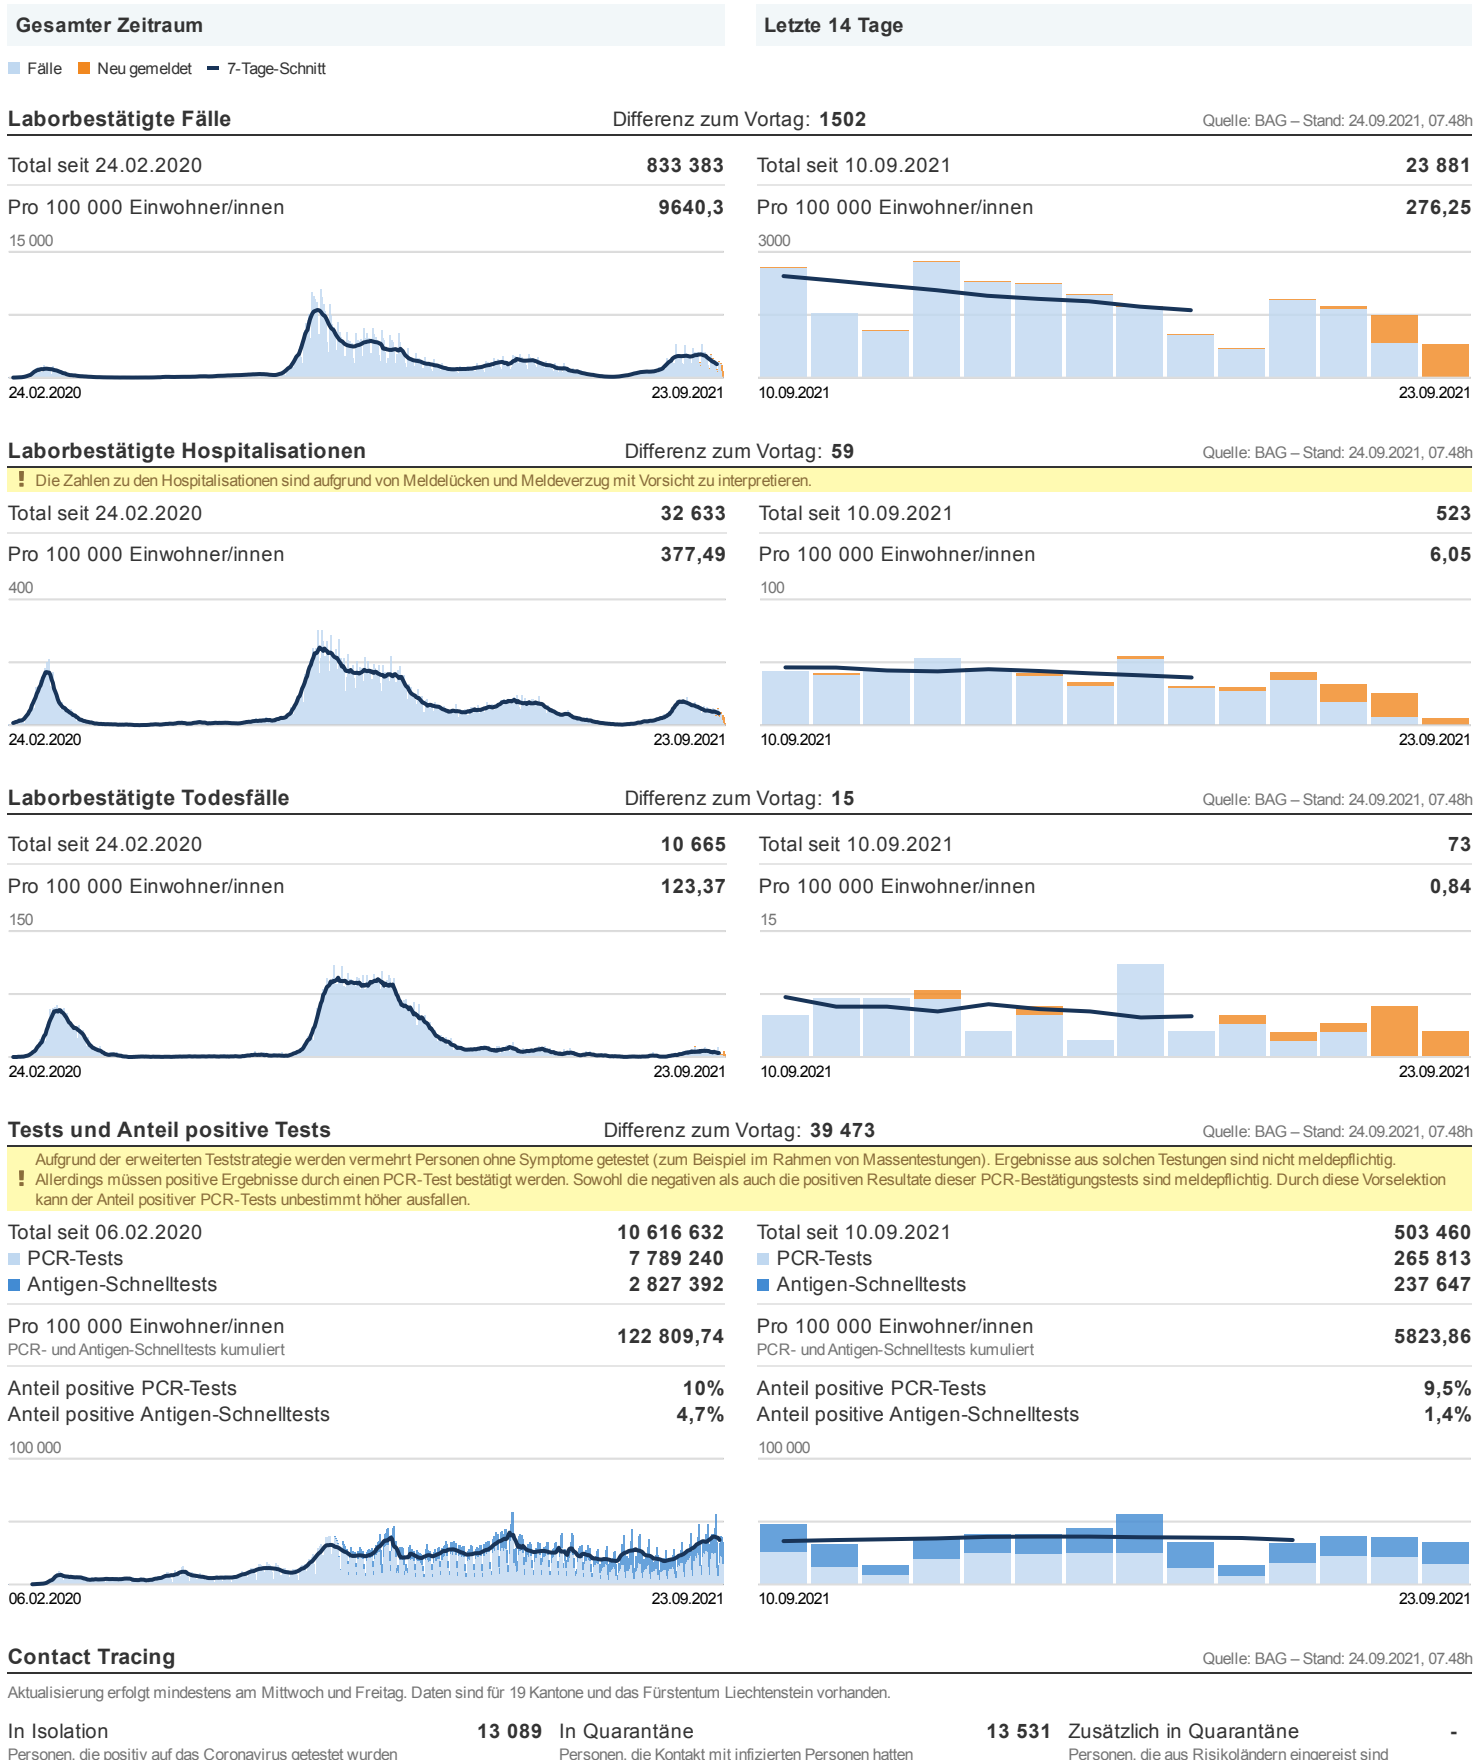 Gesamter Zeitraum
Letzte 14 Tage
Fälle Neu gemeldet 7-Tage-Schnitt
Laborbestätigte Fälle Differenz zum Vortag: 1502 Quelle: BAG – Stand: 24.09.2021, 07.48h
Total seit 24.02.2020 833 383 Total seit 10.09.2021 23 881
Pro 100 000 Einwohner/innen 9640,3 Pro 100 000 Einwohner/innen 276,25
15 000 3000
24.02.2020 23.09.2021 10.09.2021 23.09.2021
Laborbestätigte Hospitalisationen Differenz zum Vortag: 59 Quelle: BAG – Stand: 24.09.2021, 07.48h
! Die Zahlen zu den Hospitalisationen sind aufgrund von Meldelücken und Meldeverzug mit Vorsicht zu interpretieren.
Total seit 24.02.2020 32 633 Total seit 10.09.2021 523
Pro 100 000 Einwohner/innen 377,49 Pro 100 000 Einwohner/innen 6,05
400 100
24.02.2020 23.09.2021 10.09.2021 23.09.2021
Laborbestätigte Todesfälle Differenz zum Vortag: 15 Quelle: BAG – Stand: 24.09.2021, 07.48h
Total seit 24.02.2020 10 665 Total seit 10.09.2021 73
Pro 100 000 Einwohner/innen 123,37 Pro 100 000 Einwohner/innen 0,84
150 15
24.02.2020 23.09.2021 10.09.2021 23.09.2021
Tests und Anteil positive Tests Differenz zum Vortag: 39 473 Quelle: BAG – Stand: 24.09.2021, 07.48h
Aufgrund der erweiterten Teststrategie werden vermehrt Personen ohne Symptome getestet (zum Beispiel im Rahmen von Massentestungen). Ergebnisse aus solchen Testungen sind nicht meldepflichtig.
! Allerdings müssen positive Ergebnisse durch einen PCR-Test bestätigt werden. Sowohl die negativen als auch die positiven Resultate dieser PCR-Bestätigungstests sind meldepflichtig. Durch diese Vorselektion
kann der Anteil positiver PCR-Tests unbestimmt höher ausfallen.
Total seit 06.02.2020 10 616 632 Total seit 10.09.2021 503 460
PCR-Tests 7 789 240 PCR-Tests 265 813
Antigen-Schnelltests 2 827 392 Antigen-Schnelltests 237 647
Pro 100 000 Einwohner/innen 122 809,74 Pro 100 000 Einwohner/innen 5823,86
PCR- und Antigen-Schnelltests kumuliert PCR- und Antigen-Schnelltests kumuliert
Anteil positive PCR-Tests 10% Anteil positive PCR-Tests 9,5%
Anteil positive Antigen-Schnelltests 4,7% Anteil positive Antigen-Schnelltests 1,4%
100 000 100 000
06.02.2020 23.09.2021 10.09.2021 23.09.2021
Contact Tracing Quelle: BAG – Stand: 24.09.2021, 07.48h
Aktualisierung erfolgt mindestens am Mittwoch und Freitag. Daten sind für 19 Kantone und das Fürstentum Liechtenstein vorhanden.
In Isolation 13 089 In Quarantäne 13 531 Zusätzlich in Quarantäne -
Personen, die positiv auf das Coronavirus getestet wurden Personen, die Kontakt mit infizierten Personen hatten Personen, die aus Risikoländern eingereist sind